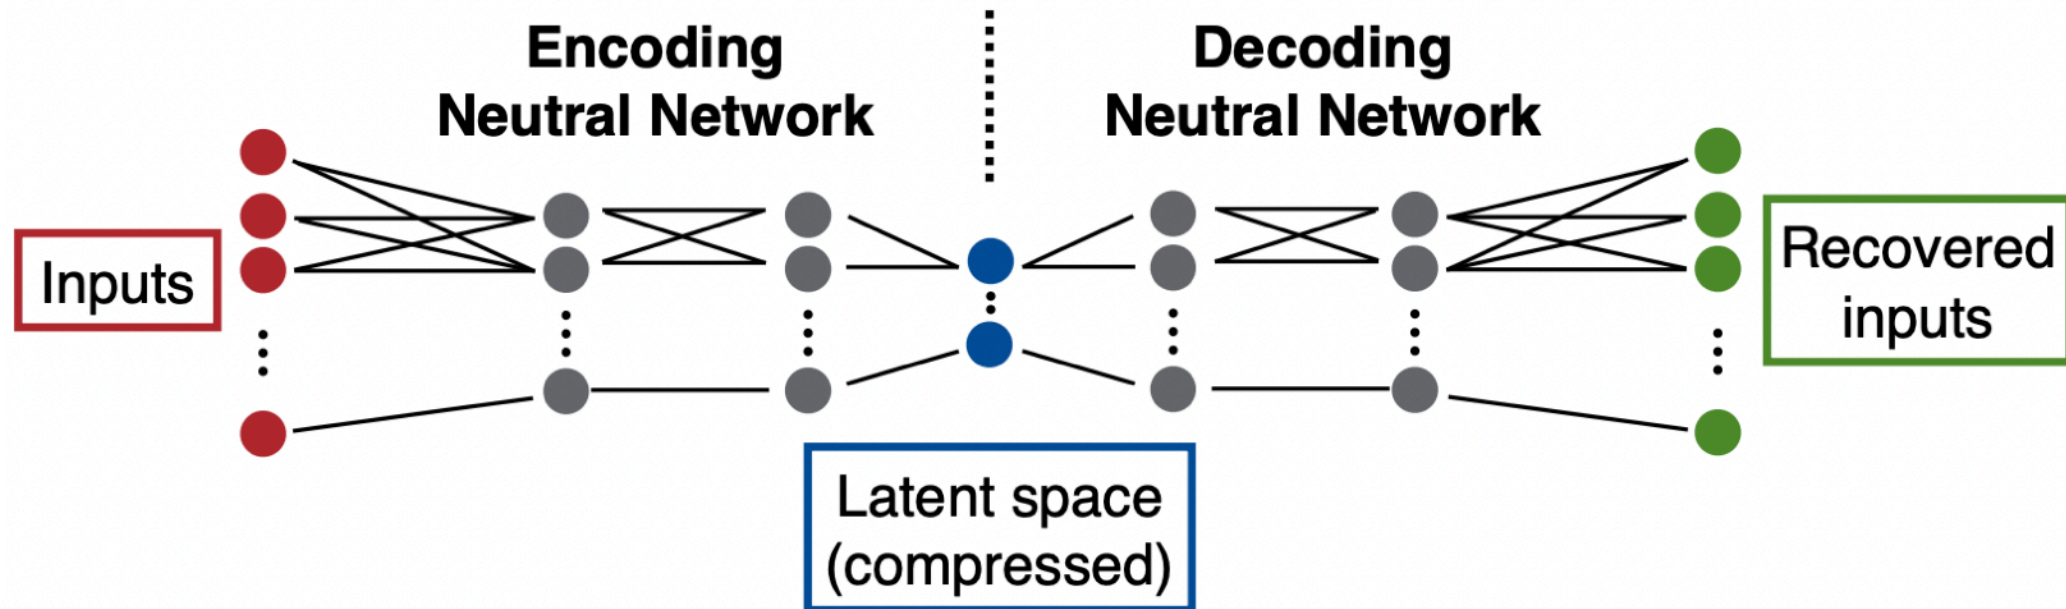 Encoding
Neutral Network
Decoding
Neutral Network
Inputs
Recovered
inputs
Latent space
(compressed)